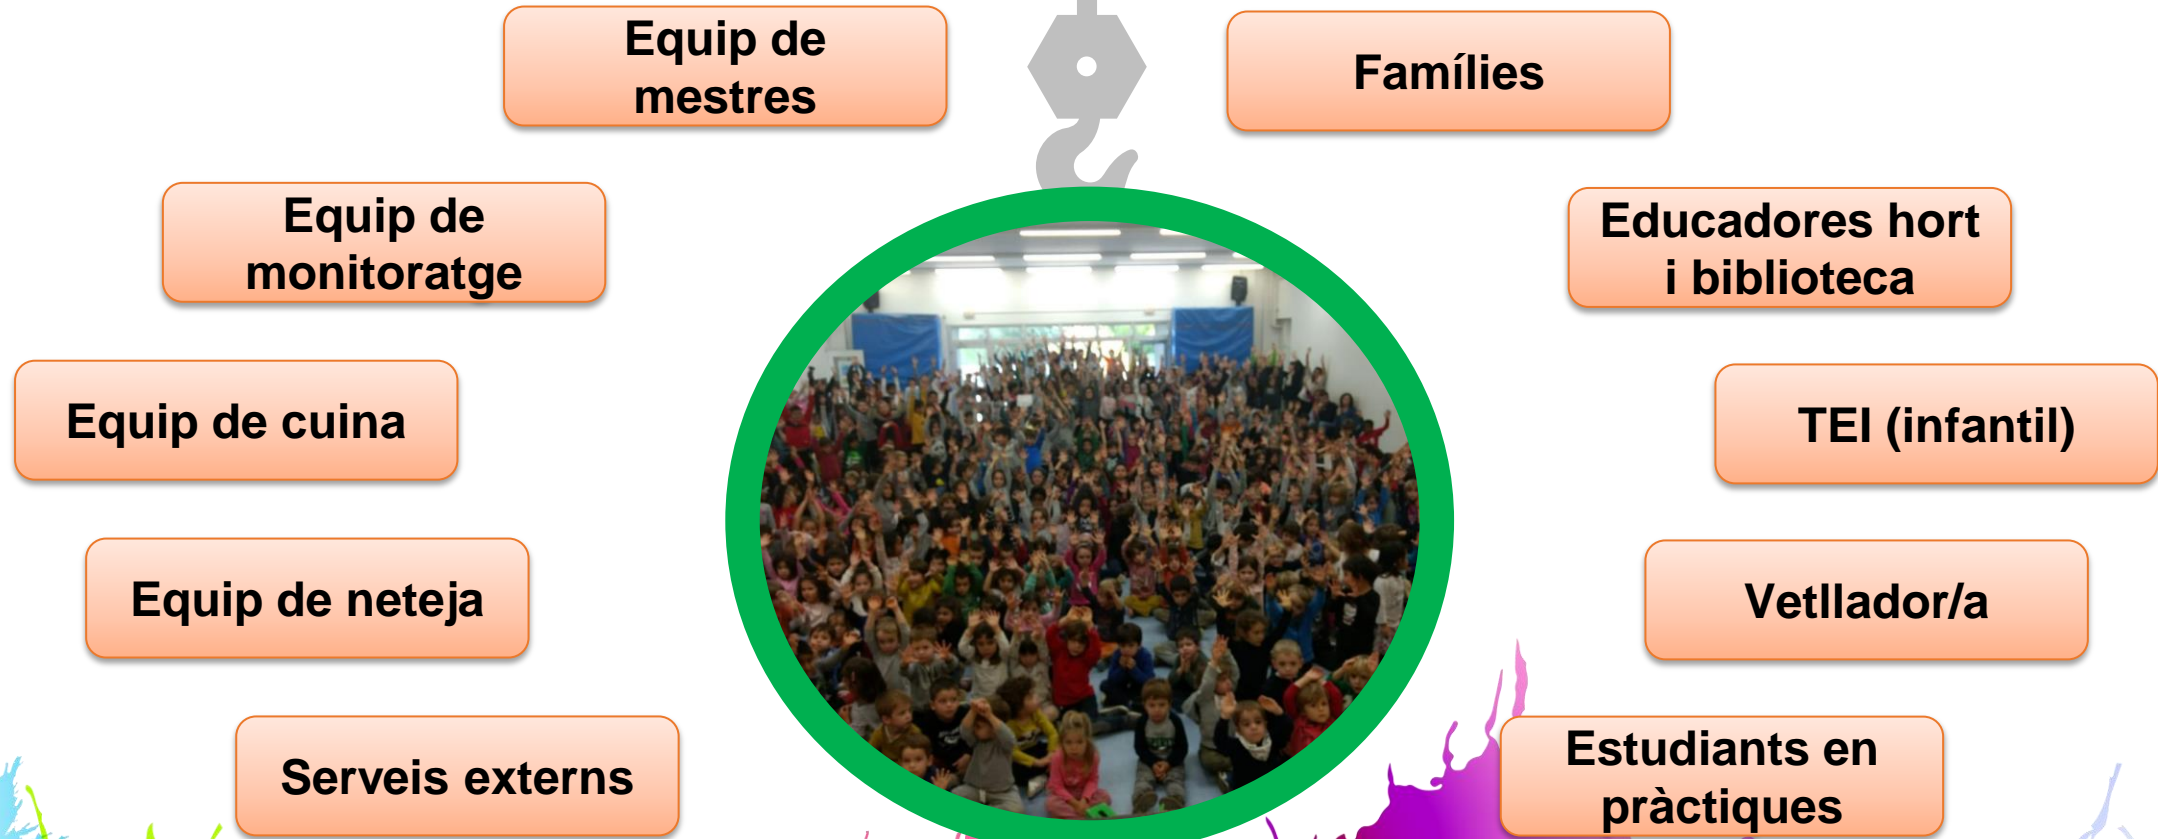 Equip de
mestres
Famílies
Equip de
monitoratge
Educadores hort
i biblioteca
Equip de cuina
TEI (infantil)
Equip de neteja
Vetllador/a
Serveis externs
Estudiants en
pràctiques